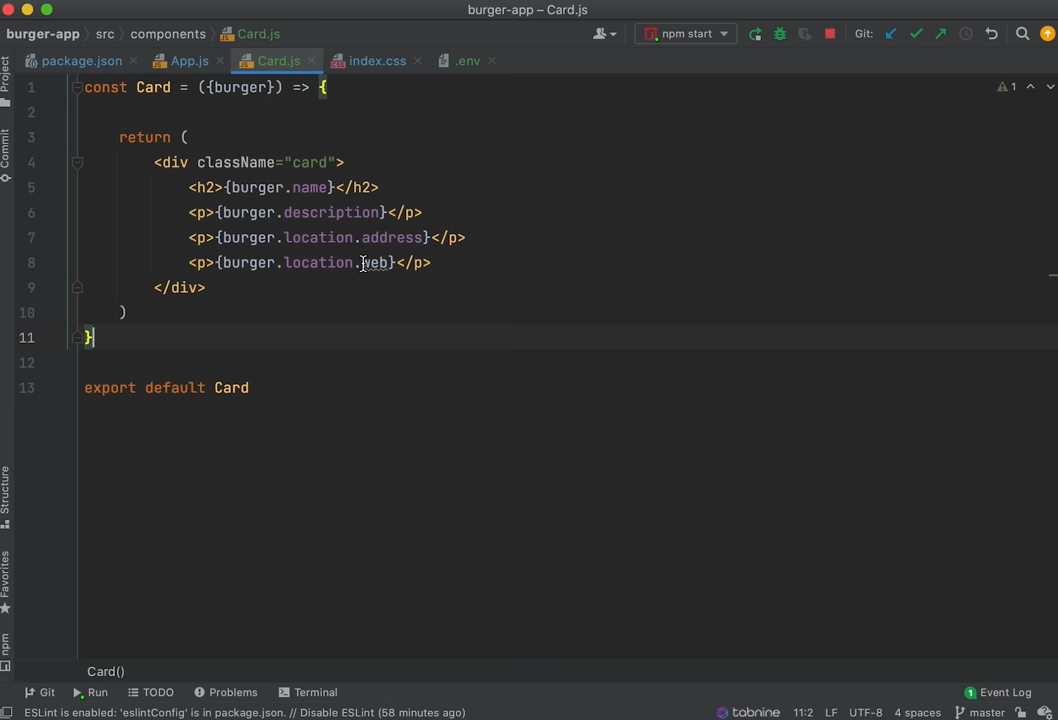 burger-app – Card.js
burger-app src components Card.js npm start Git:
Project package.json App.js Card.js index.css .env
1 const Card = ({burger}) => { 1
2
3 return (
Commit
4 <div className="card">
5 <h2>{burger.name}</h2>
6 <p>{burger.description}</p>
7 <p>{burger.location.address}</p>
8 <p>{burger.location.web}</p>
9 </div>
10 )
11 }
12
13 export default Card
Structure
Favorites
npm
Card()
Git Run TODO Problems Terminal 1 Event Log
ESLint is enabled: 'eslintConfig' is in package.json. // Disable ESLint (58 minutes ago) tabnine 11:2 LF UTF-8 4 spaces master